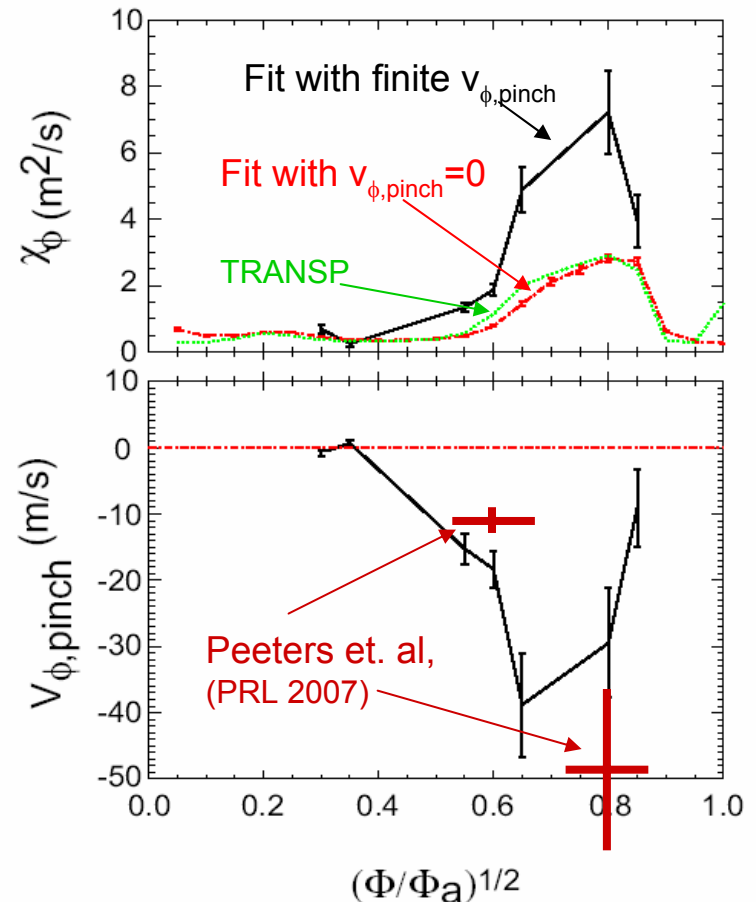 10
8
6
4
2
0
χϕ (m²/s)
Fit with finite vϕ,pinch
Fit with vϕ,pinch=0
TRANSP
10
0
-10
-20
-30
-40
-50
Vϕ,pinch (m/s)
Peeters et. al,
(PRL 2007)
0.0 0.2 0.4 0.6 0.8 1.0
(Φ/Φa)1/2